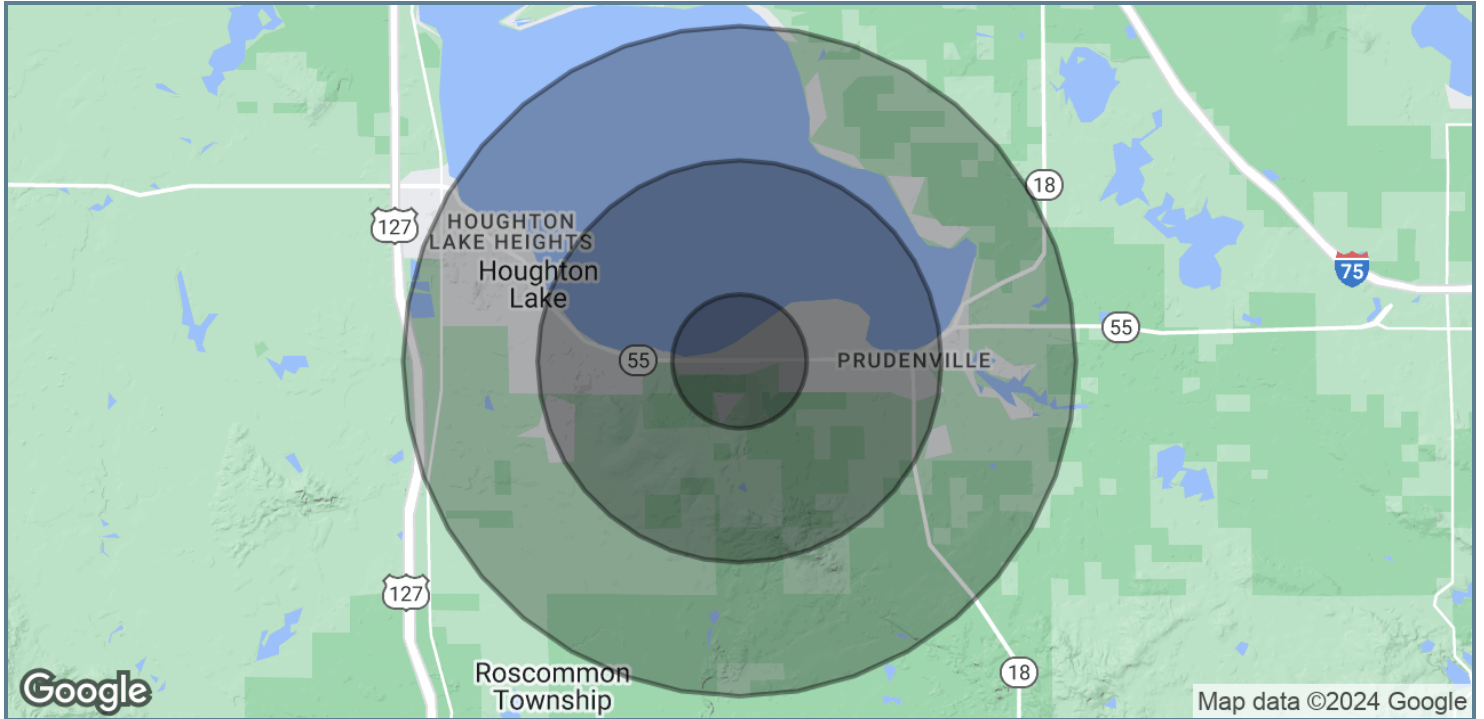 18
127
HOUGHTON
LAKE HEIGHTS
Houghton
Lake
75
55
55
PRUDENVILLE
127
Roscommon
Township
18
Google
Map data ©2024 Google